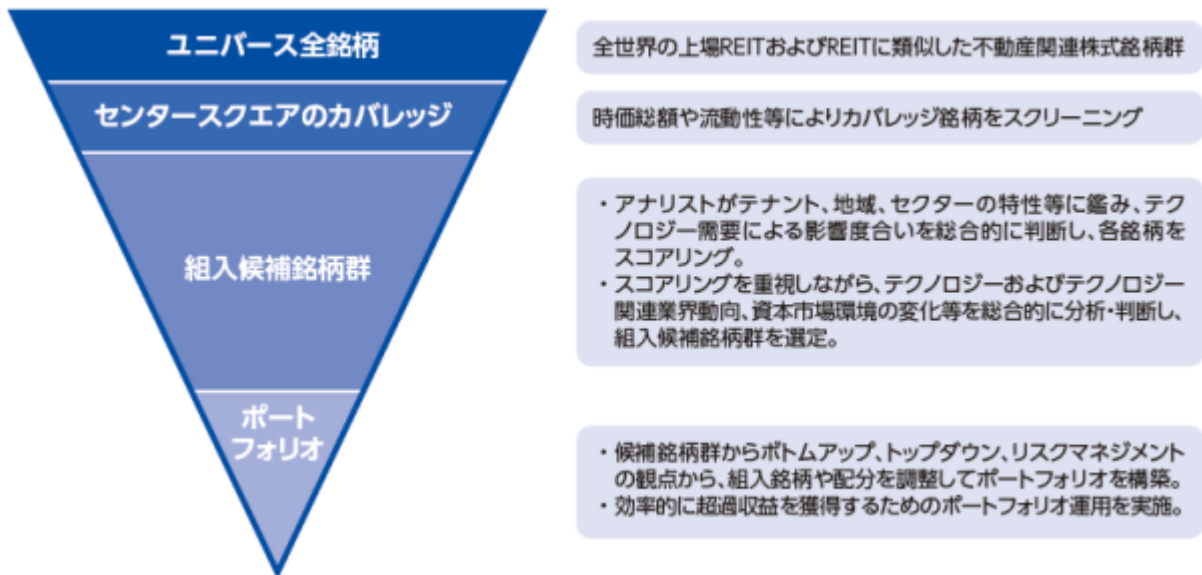 ユニバース全銘柄
全世界の上場REITおよびREITに類似した不動産関連株式銘柄群
センタースクエアのカバレッジ
時価総額や流動性等によりカバレッジ銘柄をスクリーニング
組入候補銘柄群
・アナリストがテナント、地域、セクターの特性等に鑑み、テク
ノロジー需要による影響度合いを総合的に判断し、各銘柄を
スコアリング。
・スコアリングを重視しながら、テクノロジーおよびテクノロジー
関連業界動向、資本市場環境の変化等を総合的に分析・判断し、
組入候補銘柄群を選定。
ポート
フォリオ
・候補銘柄群からボトムアップ、トップダウン、リスクマネジメント
の観点から、組入銘柄や配分を調整してポートフォリオを構築。
・効率的に超過収益を獲得するためのポートフォリオ運用を実施。